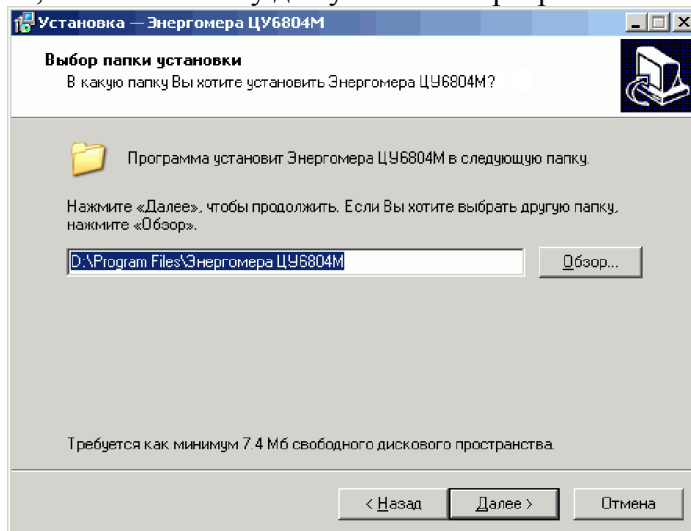 Установка — Энергомера ЦУ6804М
Выбор папки установки
В какую папку Вы хотите установить Энергомера ЦУ6804М?
Программа установит Энергомера ЦУ6804М в следующую папку.
Нажмите «Далее», чтобы продолжить. Если Вы хотите выбрать другую папку,
нажмите «Обзор».
D:\Program Files\Энергомера ЦУ6804М
Обзор...
Требуется как минимум 7.4 Мб свободного дискового пространства.
< Назад
Далее >
Отмена